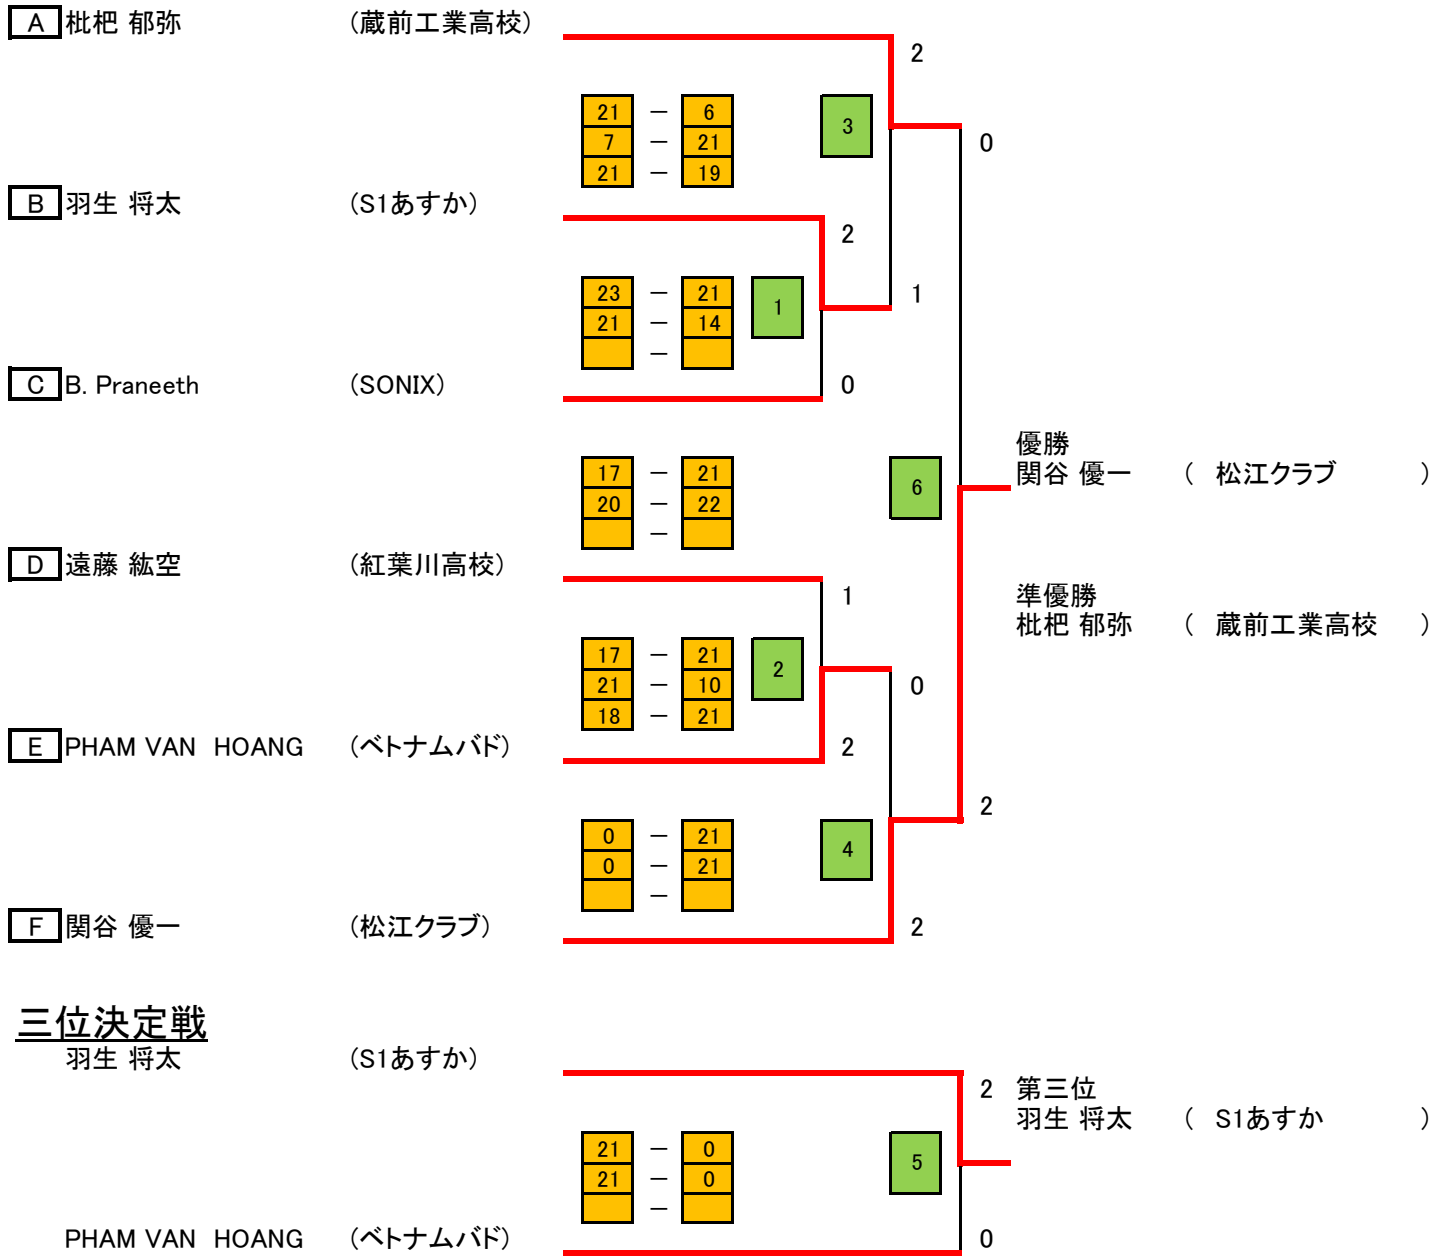 A 枇杷 郁弥 (蔵前工業高校)
2
21 － 6
3
7 － 21
0
21 － 19
B 羽生 将太 (S1あすか)
2
23 － 21
1
1
21 － 14
－
C B. Praneeth (SONIX)
0
優勝
17 － 21
関谷 優一 ( 松江クラブ )
6
20 － 22
－
D 遠藤 紘空 (紅葉川高校)
1
準優勝
枇杷 郁弥 ( 蔵前工業高校 )
17 － 21
2
21 － 10
0
18 － 21
E PHAM VAN HOANG (ベトナムバド)
2
2
0 － 21
4
0 － 21
－
F 関谷 優一 (松江クラブ)
2
三位決定戦
羽生 将太 (S1あすか)
2 第三位
羽生 将太 ( S1あすか )
21 － 0
5
21 － 0
－
PHAM VAN HOANG (ベトナムバド)
0